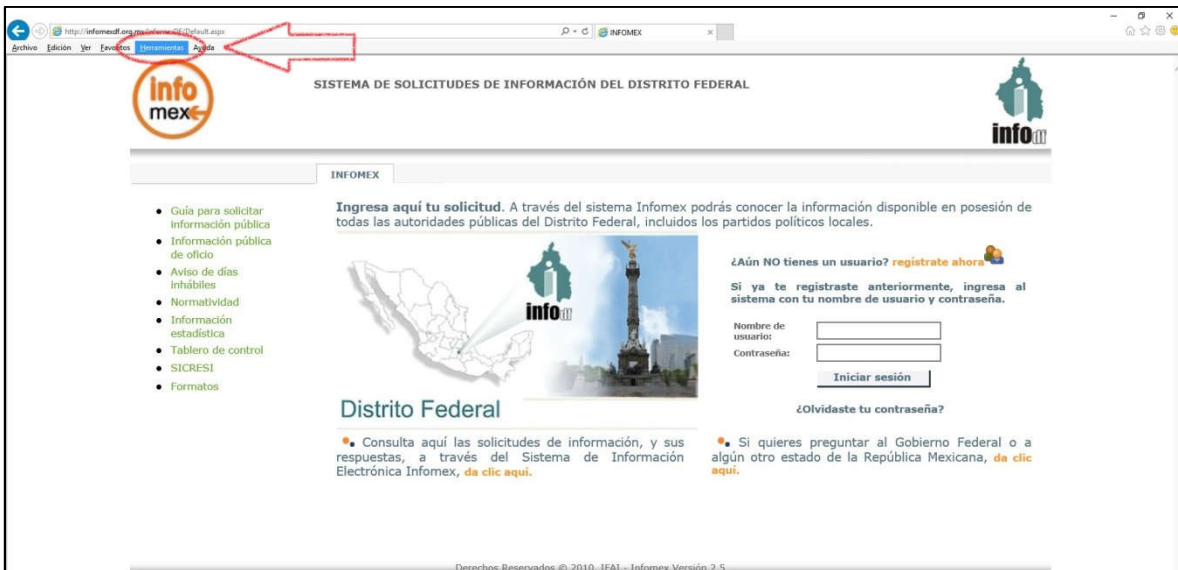 http://infomexdf.org.mx/InfomexDF/Default.aspx
INFOMEX
Archivo Edición Ver Favoritos Herramientas Ayuda
info
mex
SISTEMA DE SOLICITUDES DE INFORMACIÓN DEL DISTRITO FEDERAL
infodf
INFOMEX
Guía para solicitar
información pública
Información pública
de oficio
Aviso de días
inhábiles
Normatividad
Información
estadística
Tablero de control
SICRESI
Formatos
Ingresa aquí tu solicitud. A través del sistema Infomex podrás conocer la información disponible en posesión de
todas las autoridades públicas del Distrito Federal, incluidos los partidos políticos locales.
infodf
Distrito Federal
¿Aún NO tienes un usuario? regístrate ahora
Si ya te registraste anteriormente, ingresa al
sistema con tu nombre de usuario y contraseña.
Nombre de
usuario:
Contraseña:
Iniciar sesión
¿Olvidaste tu contraseña?
Consulta aquí las solicitudes de información, y sus
respuestas, a través del Sistema de Información
Electrónica Infomex, da clic aquí.
Si quieres preguntar al Gobierno Federal o a
algún otro estado de la República Mexicana, da clic
aquí.
Derechos Reservados © 2010. IFAI - Infomex Versión 2.5